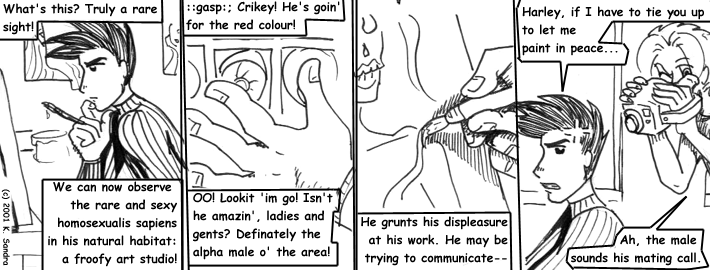 What's this? Truly a rare
sight!
We can now observe
the rare and sexy
homosexualis sapiens
in his natural habitat:
a froofy art studio!
(c) 2001 K. Sandra
::gasp:; Crikey! He's goin'
for the red colour!
OO! Lookit 'im go! Isn't
he amazin', ladies and
gents? Definately the
alpha male o' the area!
He grunts his displeasure
at his work. He may be
trying to communicate--
Harley, if I have to tie you up
to let me
paint in peace...
Ah, the male
sounds his mating call.